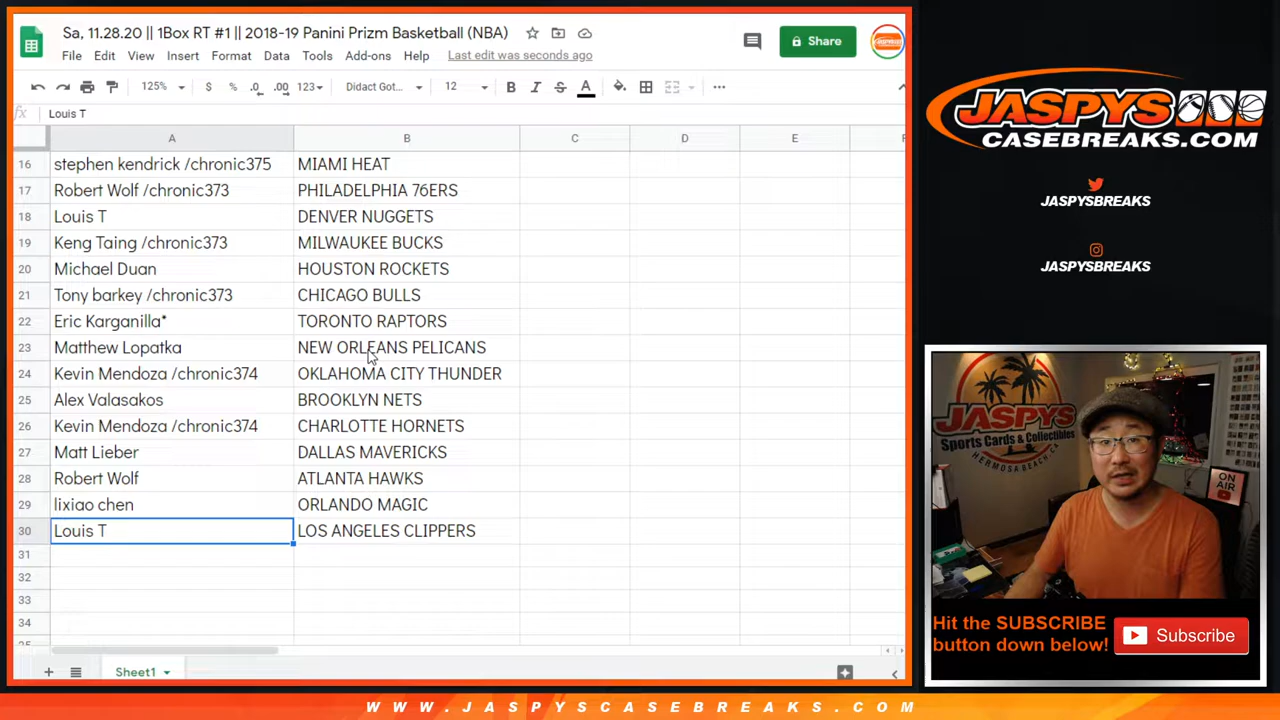 Sa, 11.28.20 || 1Box RT #1 || 2018-19 Panini Prizm Basketball (NBA)
File Edit View Insert Format Data Tools Add-ons Help Last edit was seconds ago
Share
125% $ % .0 .00 123 Didact Got... 12 B I S A
fx Louis T
A B C D E
16 stephen kendrick /chronic375 MIAMI HEAT
17 Robert Wolf /chronic373 PHILADELPHIA 76ERS
18 Louis T DENVER NUGGETS
19 Keng Taing /chronic373 MILWAUKEE BUCKS
20 Michael Duan HOUSTON ROCKETS
21 Tony barkey /chronic373 CHICAGO BULLS
22 Eric Karganilla* TORONTO RAPTORS
23 Matthew Lopatka NEW ORLEANS PELICANS
24 Kevin Mendoza /chronic374 OKLAHOMA CITY THUNDER
25 Alex Valasakos BROOKLYN NETS
26 Kevin Mendoza /chronic374 CHARLOTTE HORNETS
27 Matt Lieber DALLAS MAVERICKS
28 Robert Wolf ATLANTA HAWKS
29 lixiao chen ORLANDO MAGIC
30 Louis T LOS ANGELES CLIPPERS
31
32
33
34
Sheet1
JASPYS
CASEBREAKS.COM
JASPYSBREAKS
JASPYSBREAKS
JASPYS
Sports Cards & Collectibles
HERMOSA BEACH, CA
ON AIR
Hit the SUBSCRIBE
button down below!
Subscribe
WWW.JASPYSCASEBREAKS.COM